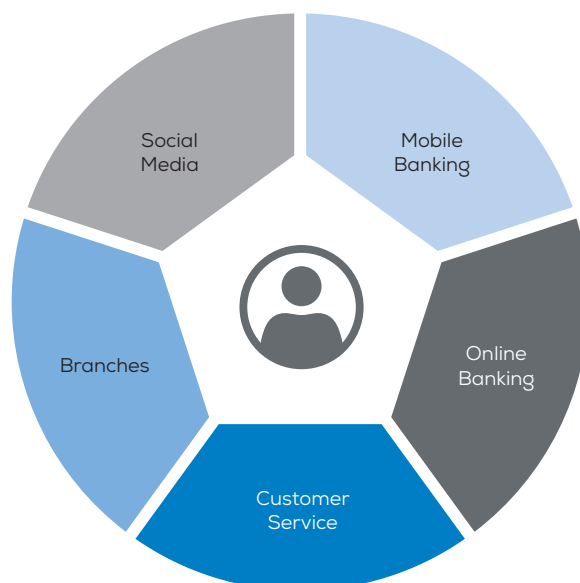 Social
Media
Mobile
Banking
Branches
Online
Banking
Customer
Service